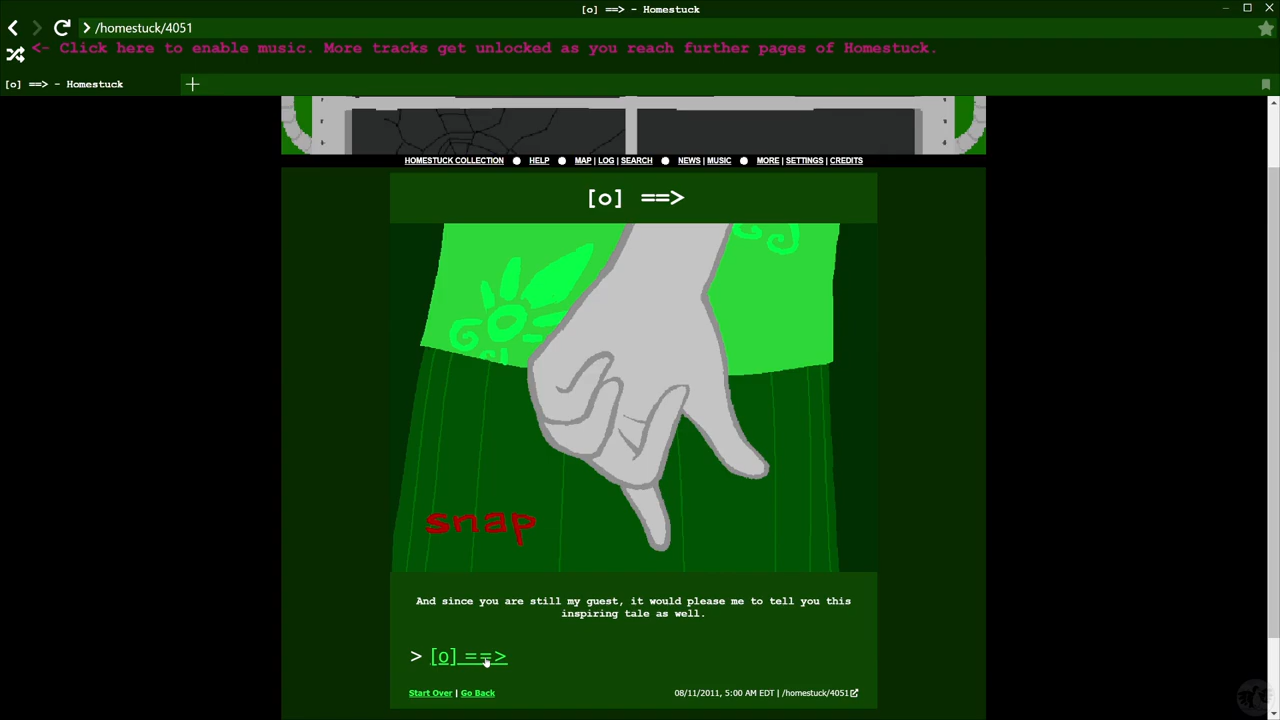 [o] ==> - Homestuck
/homestuck/4051
<- Click here to enable music. More tracks get unlocked as you reach further pages of Homestuck.
[o] ==> - Homestuck
HOMESTUCK COLLECTION HELP MAP | LOG | SEARCH NEWS | MUSIC MORE | SETTINGS | CREDITS
[o] ==>
snap
And since you are still my guest, it would please me to tell you this
inspiring tale as well.
> [o] ==>
Start Over | Go Back 08/11/2011, 5:00 AM EDT | /homestuck/4051